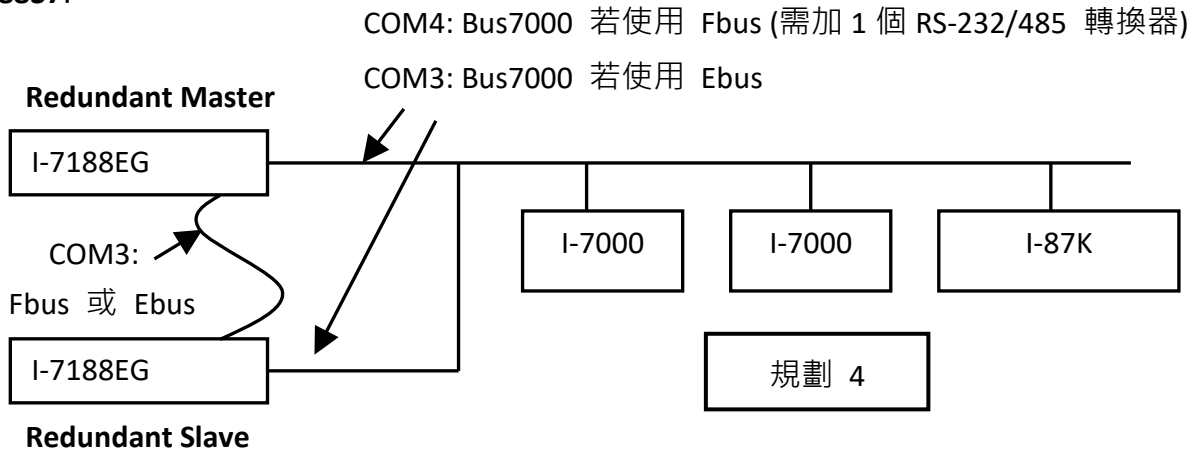 COM4: Bus7000 若使用 Fbus (需加 1 個 RS-232/485 轉換器)
COM3: Bus7000 若使用 Ebus
Redundant Master
I-7188EG
I-7000
I-7000
I-87K
COM3:
Fbus 或 Ebus
I-7188EG
規劃 4
Redundant Slave